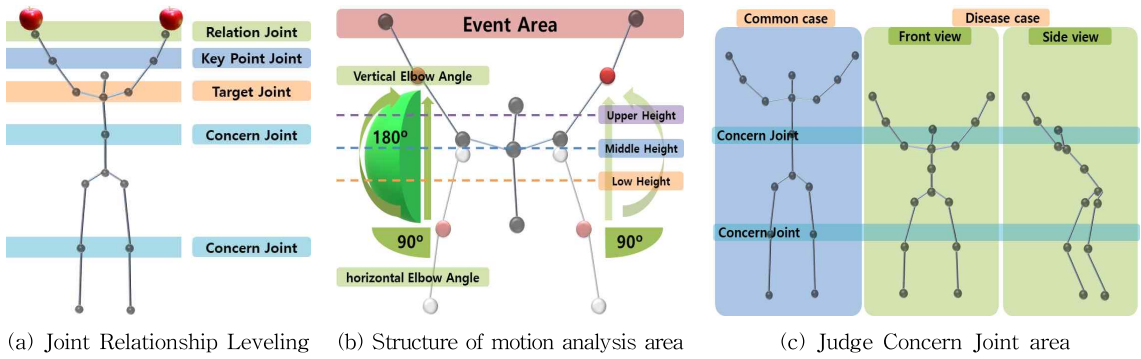 Relation Joint
Key Point Joint
Target Joint
Concern Joint
Concern Joint
(a) Joint Relationship Leveling
Event Area
Vertical Elbow Angle
180º
Upper Height
Middle Height
Low Height
90º
90º
horizontal Elbow Angle
(b) Structure of motion analysis area
Common case
Disease case
Front view
Side view
Concern Joint
Concern Joint
(c) Judge Concern Joint area